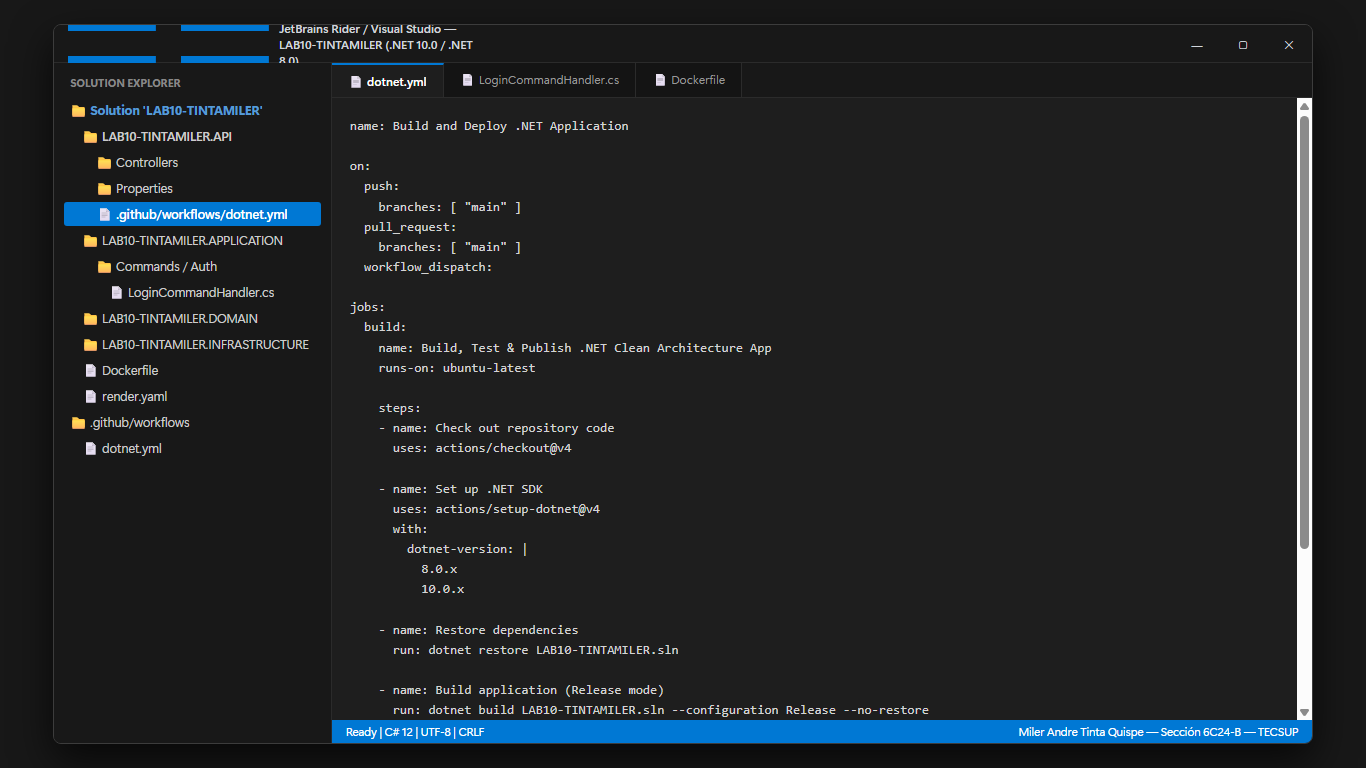 JetBrains Rider / Visual Studio —
LAB10-TINTAMILER (.NET 10.0 / .NET
8.0)
SOLUTION EXPLORER
Solution 'LAB10-TINTAMILER'
LAB10-TINTAMILER.API
Controllers
Properties
.github/workflows/dotnet.yml
LAB10-TINTAMILER.APPLICATION
Commands / Auth
LoginCommandHandler.cs
LAB10-TINTAMILER.DOMAIN
LAB10-TINTAMILER.INFRASTRUCTURE
Dockerfile
render.yaml
.github/workflows
dotnet.yml
dotnet.yml LoginCommandHandler.cs Dockerfile
name: Build and Deploy .NET Application
on:
  push:
    branches: [ "main" ]
  pull_request:
    branches: [ "main" ]
  workflow_dispatch:
jobs:
  build:
    name: Build, Test & Publish .NET Clean Architecture App
    runs-on: ubuntu-latest
    steps:
    - name: Check out repository code
      uses: actions/checkout@v4
    - name: Set up .NET SDK
      uses: actions/setup-dotnet@v4
      with:
        dotnet-version: |
          8.0.x
          10.0.x
    - name: Restore dependencies
      run: dotnet restore LAB10-TINTAMILER.sln
    - name: Build application (Release mode)
      run: dotnet build LAB10-TINTAMILER.sln --configuration Release --no-restore
Ready | C# 12 | UTF-8 | CRLF
Miler Andre Tinta Quispe — Sección 6C24-B — TECSUP